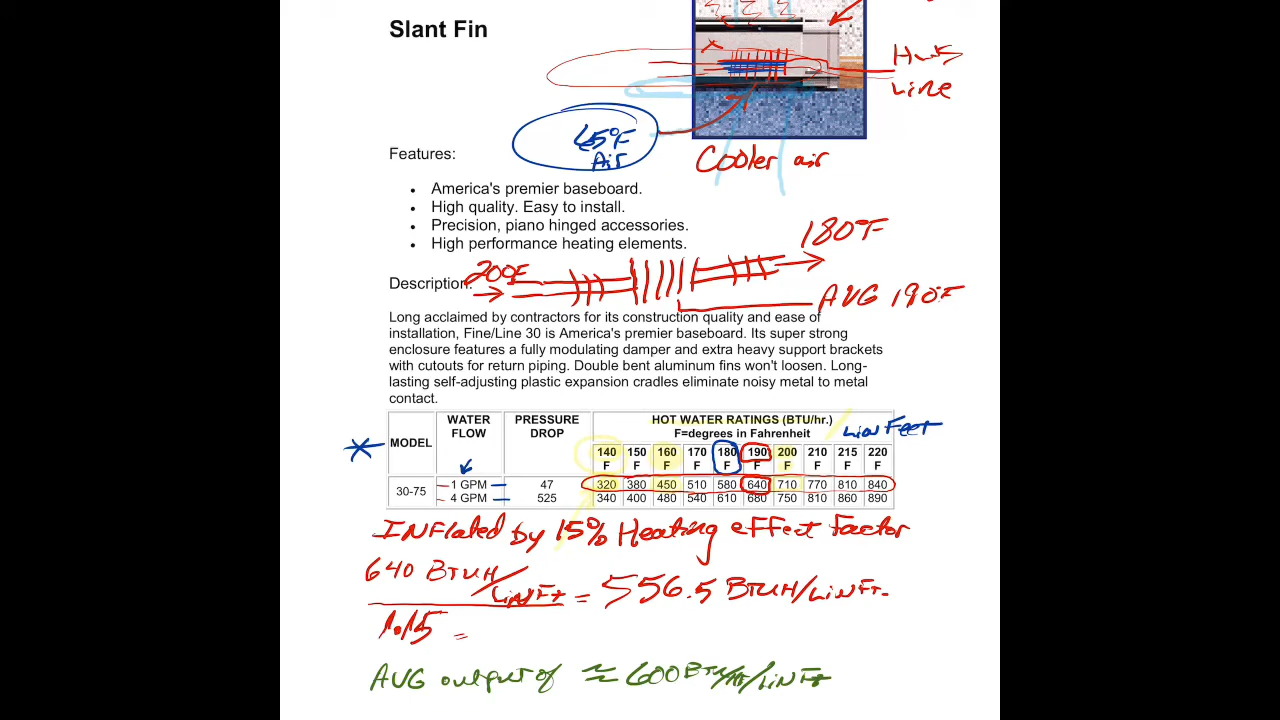 Slant Fin
Hw S
Line
65°F
Air
Cooler air
Features:
• America's premier baseboard.
• High quality. Easy to install.
• Precision, piano hinged accessories.
• High performance heating elements.
180°F
200F
Description:
AVG 190°F
Long acclaimed by contractors for its construction quality and ease of
installation, Fine/Line 30 is America's premier baseboard. Its super strong
enclosure features a fully modulating damper and extra heavy support brackets
with cutouts for return piping. Double bent aluminum fins won't loosen. Long-
lasting self-adjusting plastic expansion cradles eliminate noisy metal to metal
contact.
MODEL WATER FLOW PRESSURE DROP HOT WATER RATINGS (BTU/hr.)
F=degrees in Fahrenheit
Lin Feet
140 F 150 F 160 F 170 F 180 F 190 F 200 F 210 F 215 F 220 F
30-75 1 GPM 47 320 380 450 510 580 640 710 770 810 840
4 GPM 525 340 400 480 540 610 680 750 810 860 890
INFlated by 15% Heating effect factor
640 BTUH/LiNFt = 556.5 BTUH/LiNFt.
1.15 =
AVG output of ≈ 600 BTU/HR/LiNFt